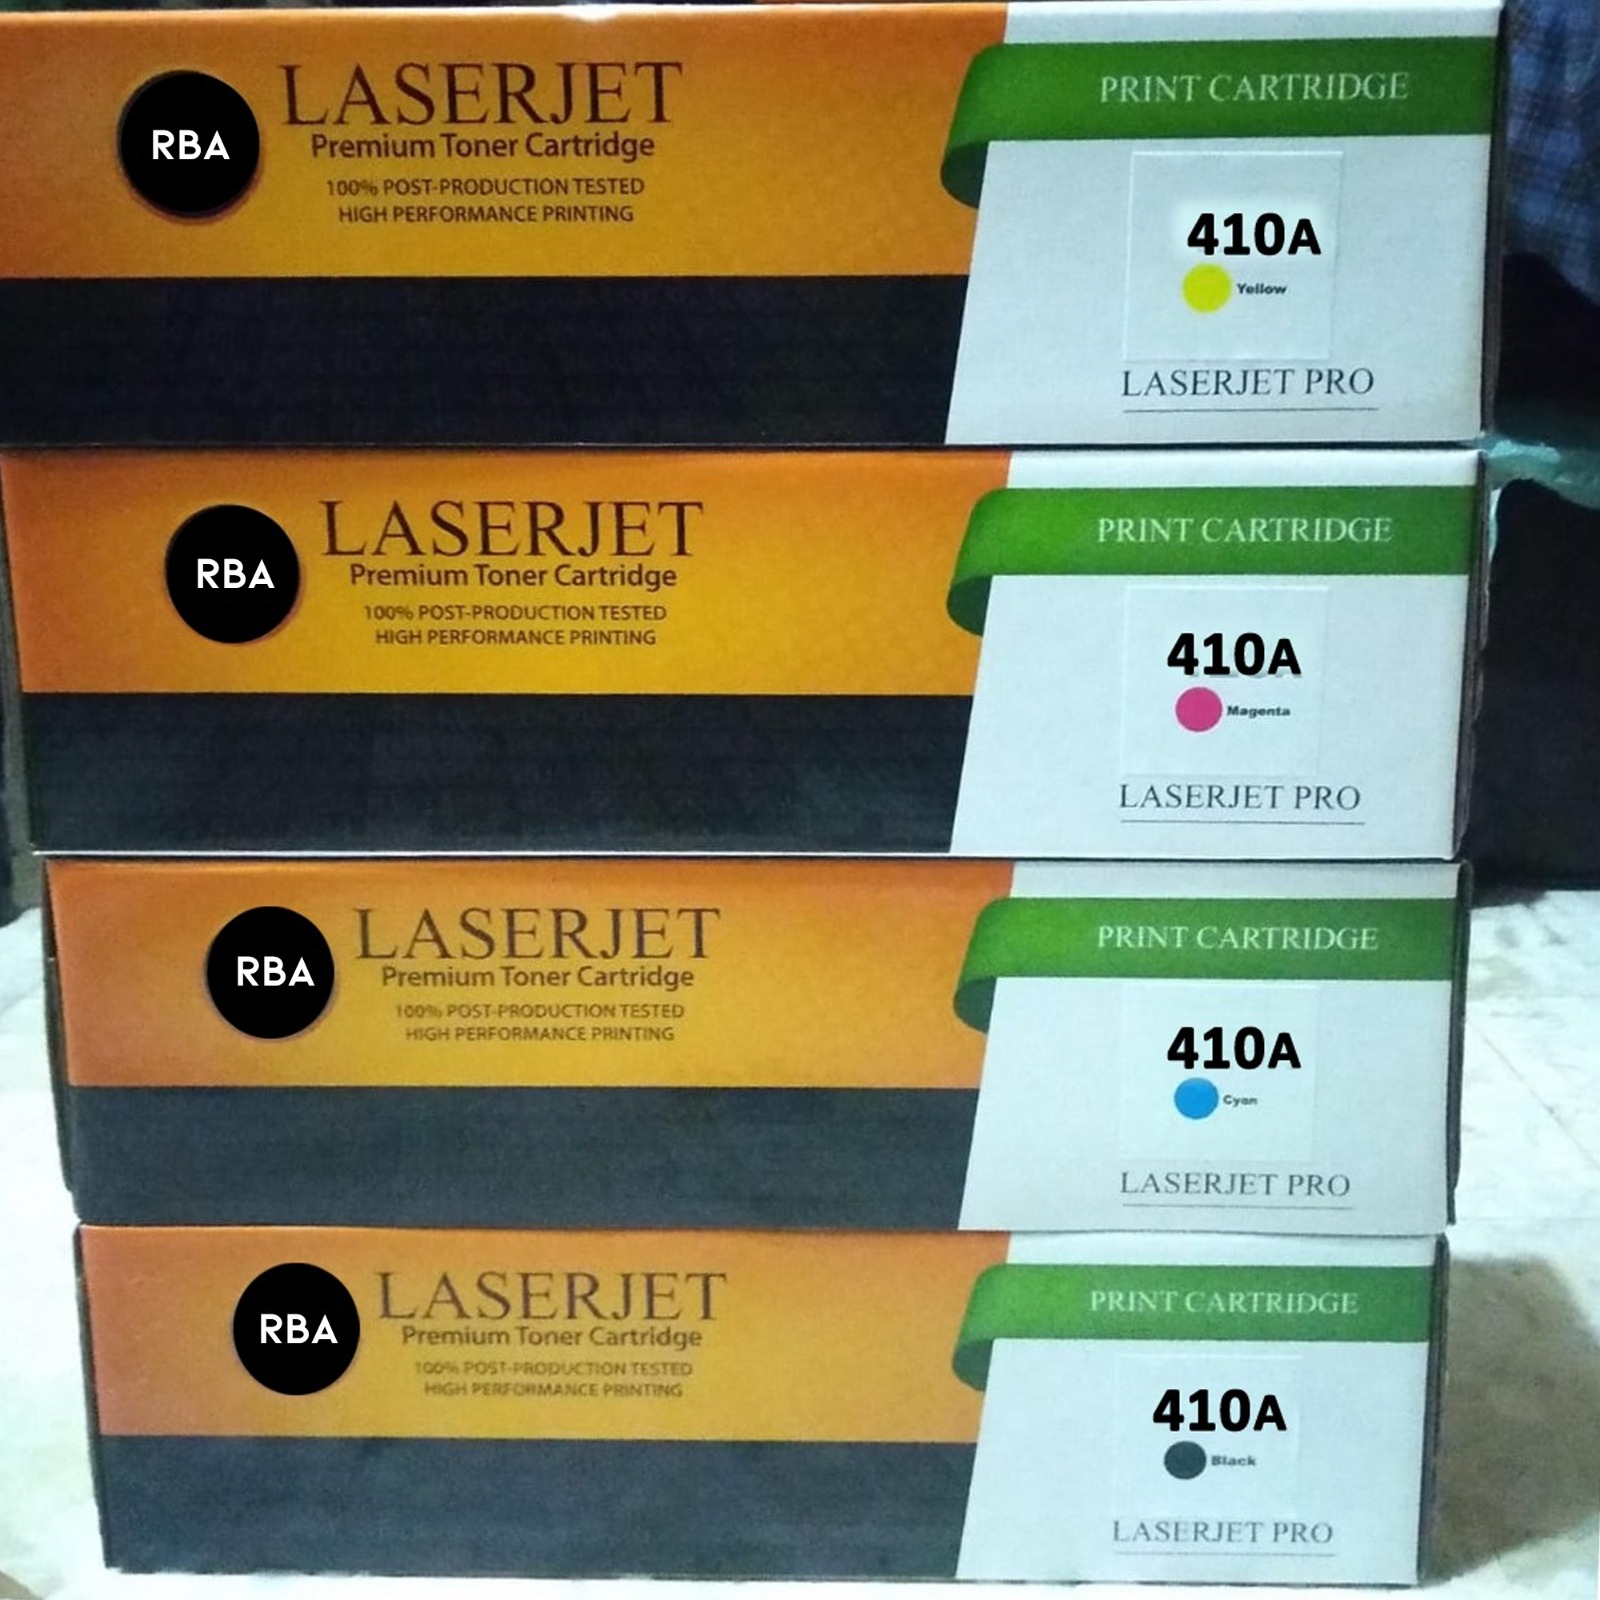 RBA
LASERJET
Premium Toner Cartridge
100% POST-PRODUCTION TESTED
HIGH PERFORMANCE PRINTING
PRINT CARTRIDGE
410A
Yellow
LASERJET PRO
RBA
LASERJET
Premium Toner Cartridge
100% POST-PRODUCTION TESTED
HIGH PERFORMANCE PRINTING
PRINT CARTRIDGE
410A
Magenta
LASERJET PRO
RBA
LASERJET
Premium Toner Cartridge
100% POST-PRODUCTION TESTED
HIGH PERFORMANCE PRINTING
PRINT CARTRIDGE
410A
Cyan
LASERJET PRO
RBA
LASERJET
Premium Toner Cartridge
100% POST-PRODUCTION TESTED
HIGH PERFORMANCE PRINTING
PRINT CARTRIDGE
410A
Black
LASERJET PRO